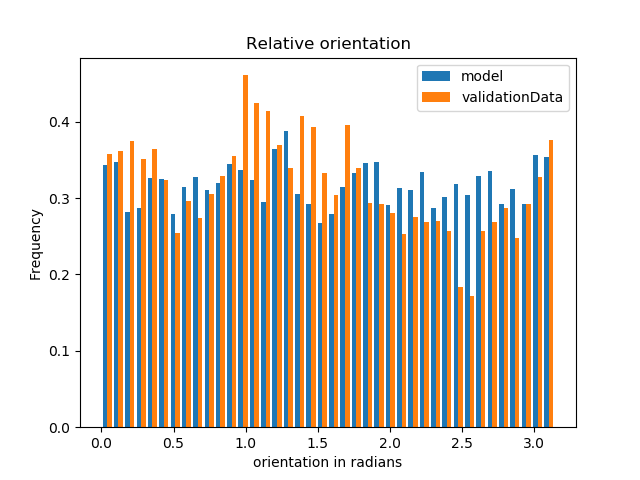 Relative orientation
model
validationData
Frequency
0.4
0.3
0.2
0.1
0.0
0.0 0.5 1.0 1.5 2.0 2.5 3.0
orientation in radians